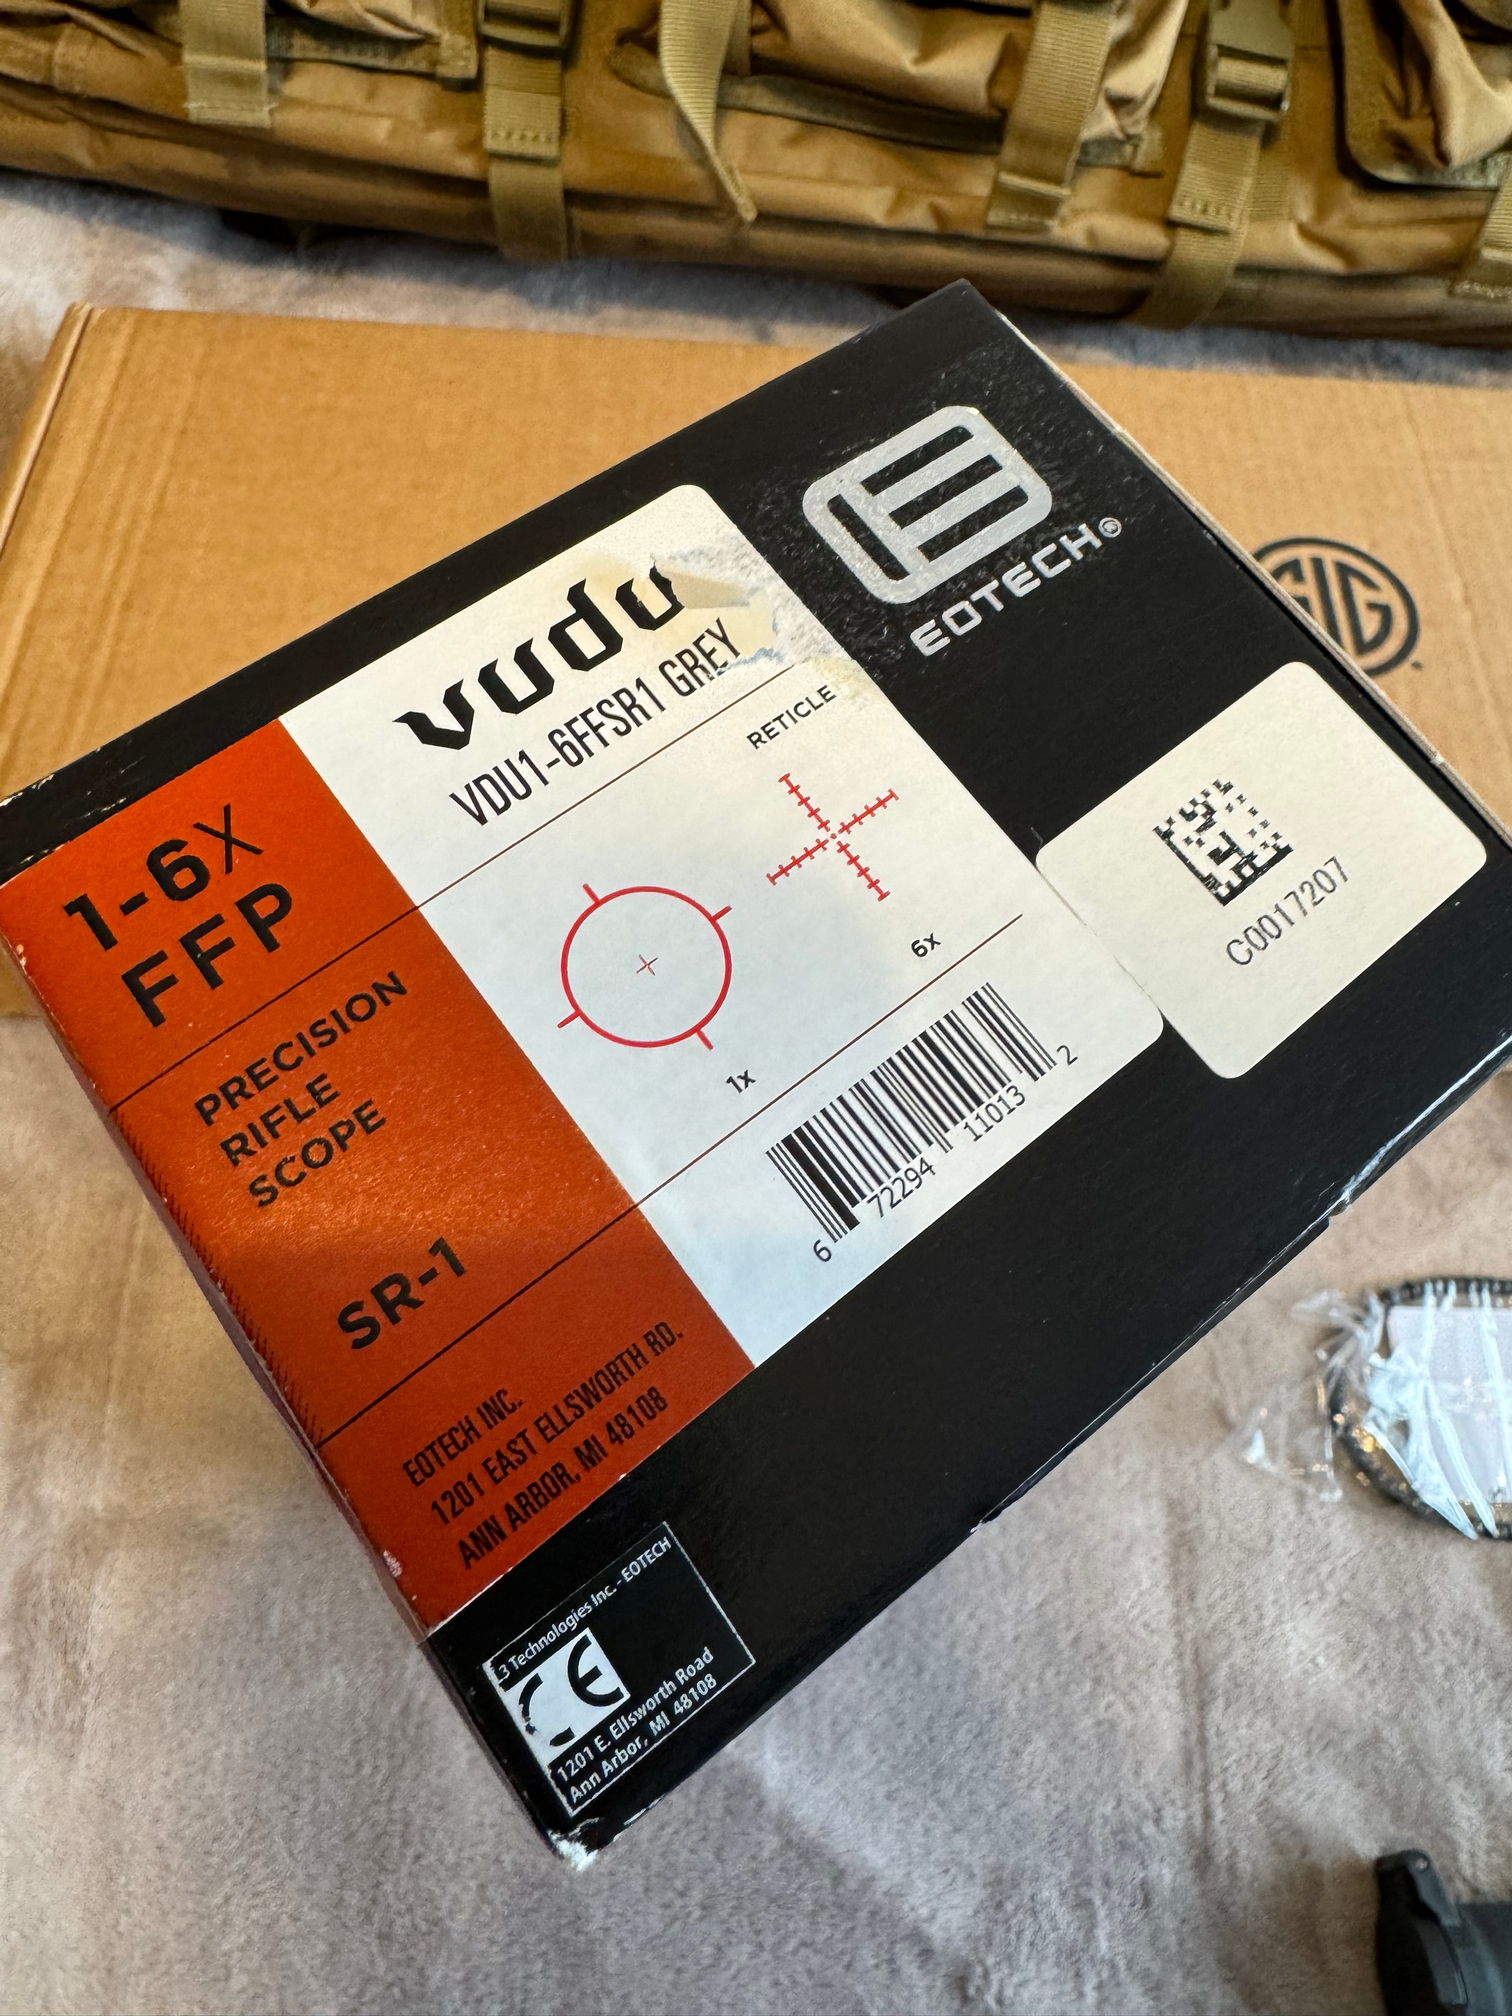 vudu
VDU1-6FFSR1 GREY
EOTECH®
SIG
RETICLE
1-6X
FFP
PRECISION
RIFLE
SCOPE
SR-1
1x
6x
6 72294 11013 2
C0017207
EOTECH INC.
1201 EAST ELLSWORTH RD.
ANN ARBOR, MI 48108
3 Technologies Inc. - EOTECH
CE
1201 E. Ellsworth Road
Ann Arbor, MI 48108